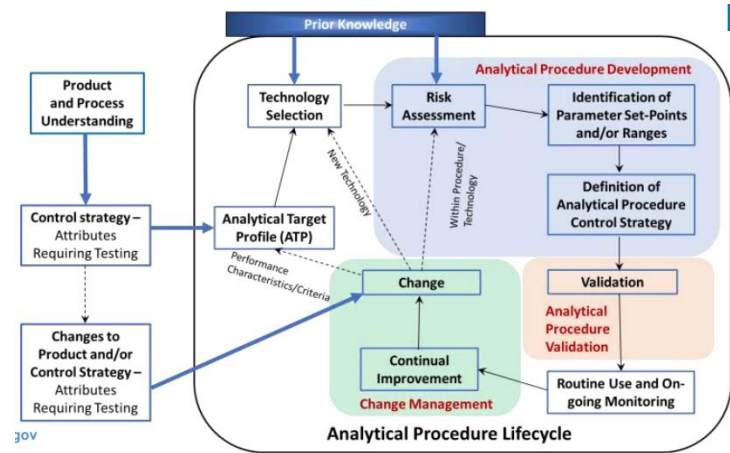 Prior Knowledge
Analytical Procedure Development
Product
and Process
Understanding
Technology
Selection
Risk
Assessment
Identification of
Parameter Set-Points
and/or Ranges
New Technology
Within Procedure/
Technology
Control strategy –
Attributes
Requiring Testing
Analytical Target
Profile (ATP)
Definition of
Analytical Procedure
Control Strategy
Performance
Characteristics/Criteria
Change
Validation
Analytical
Procedure
Validation
Changes to
Product and/or
Control Strategy –
Attributes
Requiring Testing
Continual
Improvement
Change Management
Routine Use and On-
going Monitoring
gov
Analytical Procedure Lifecycle